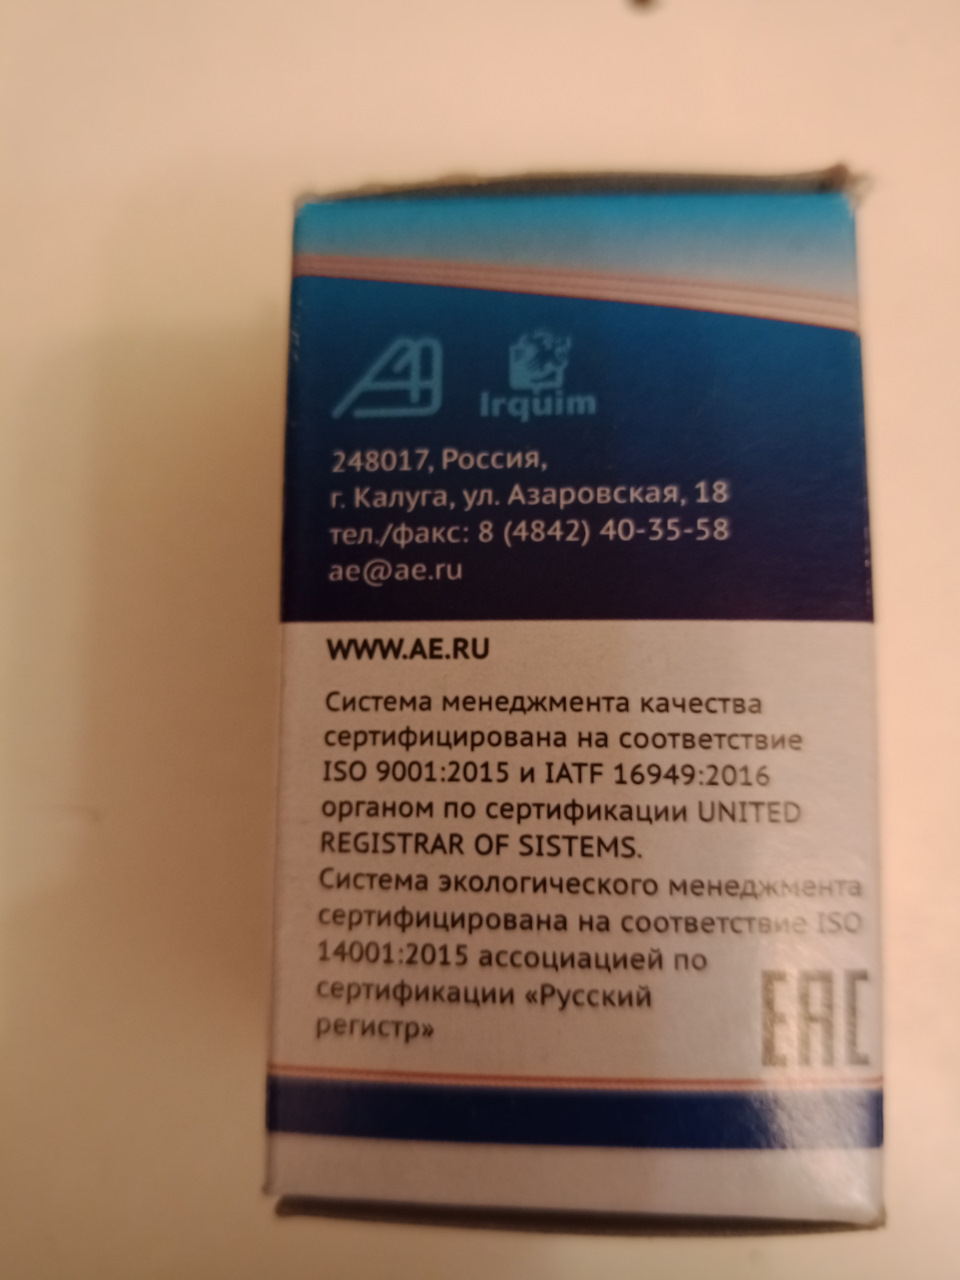 Irquim
248017, Россия,
г. Калуга, ул. Азаровская, 18
тел./факс: 8 (4842) 40-35-58
ae@ae.ru
WWW.AE.RU
Система менеджмента качества
сертифицирована на соответствие
ISO 9001:2015 и IATF 16949:2016
органом по сертификации UNITED
REGISTRAR OF SISTEMS.
Система экологического менеджмента
сертифицирована на соответствие ISO
14001:2015 ассоциацией по
сертификации «Русский
регистр»
EAC